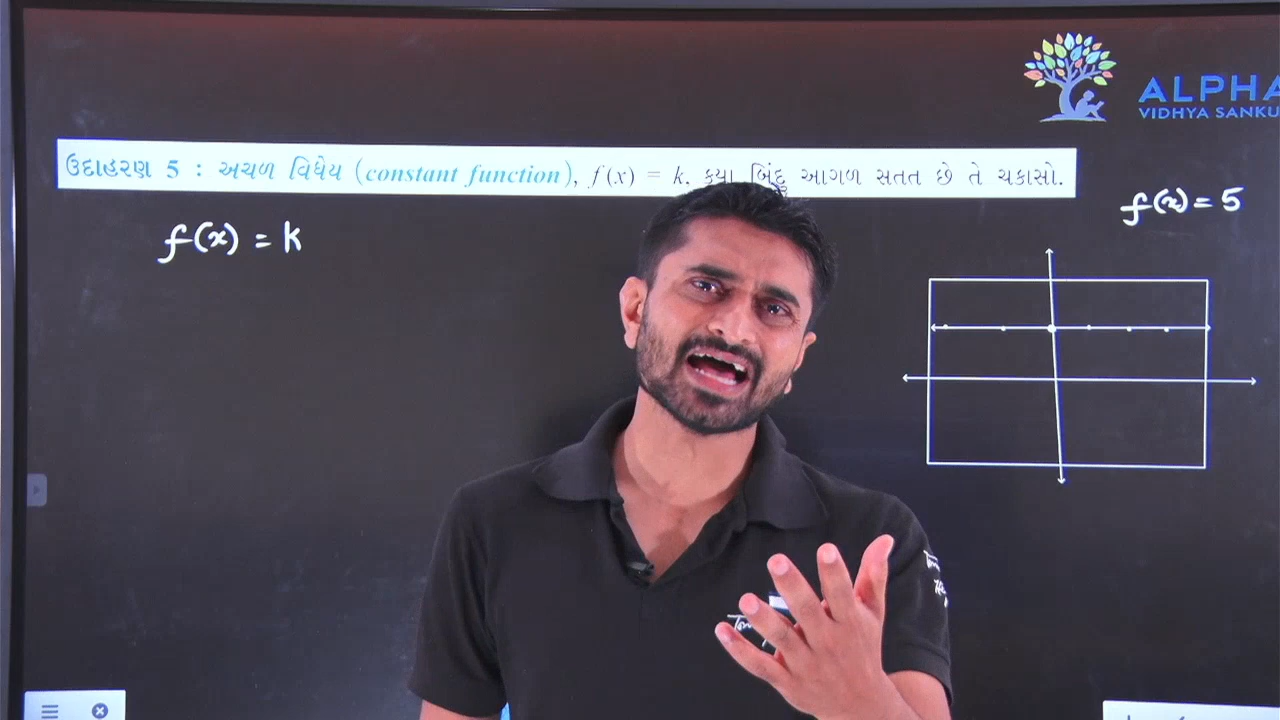 ALPHA
VIDHYA SANKU
ઉદાહરણ 5 : અચળ વિધેય (constant function), f(x) = k. કયા બિંદુ આગળ સતત છે તે ચકાસો.
f(x) = 5
f(x) = k